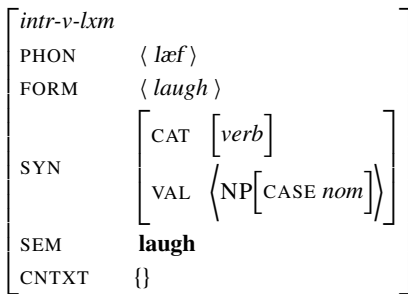 intr-v-lxm
PHON ⟨ læf ⟩
FORM ⟨ laugh ⟩
SYN [CAT [verb]
VAL ⟨NP[CASE nom]⟩]
SEM laugh
CNTXT {}